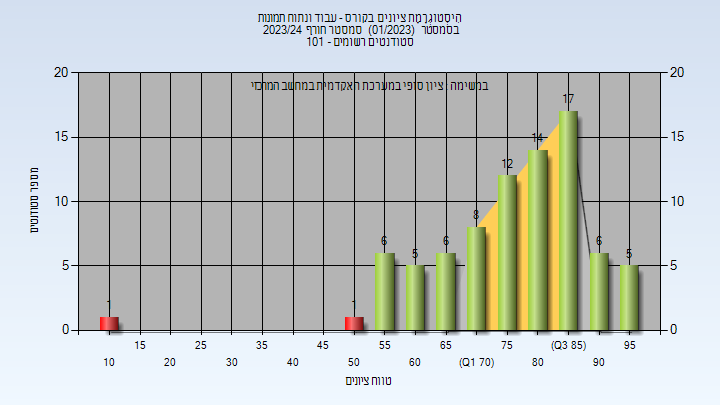 היסטוגרמת ציונים בקורס - עבוד ונתוח תמונות
בסמסטר (01/2023) סמסטר חורף 2023/24
סטודנטים רשומים - 101
במשימה : ציון סופי במערכת האקדמית במחשב המרכזי
מספר סטודנטים
20 20
15 15
10 10
5 5
0 0
1 1 6 5 6 8 12 14 17 6 5
15 25 35 45 55 65 75 (Q3 85) 95
10 20 30 40 50 60 (Q1 70) 80 90
טווח ציונים